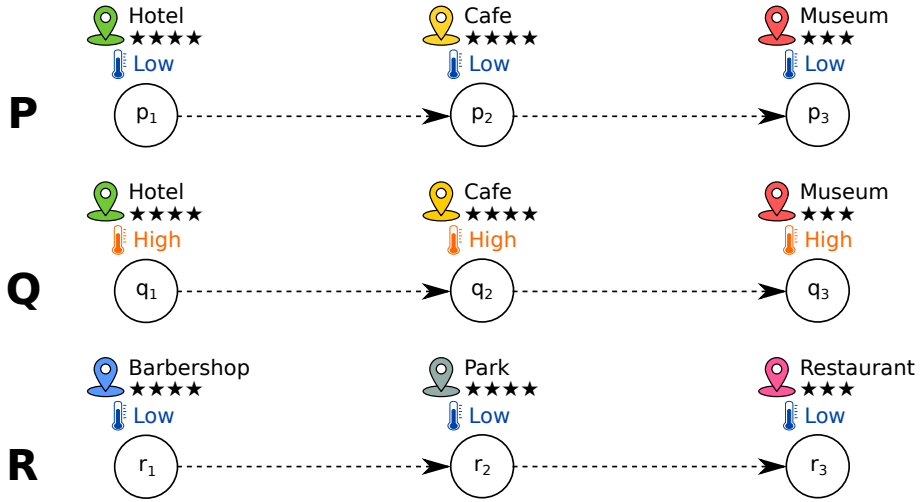 Hotel Cafe Museum
★★★★ ★★★★ ★★★
Low Low Low
P p1 p2 p3
Hotel Cafe Museum
★★★★ ★★★★ ★★★
High High High
Q q1 q2 q3
Barbershop Park Restaurant
★★★★ ★★★★ ★★★
Low Low Low
R r1 r2 r3